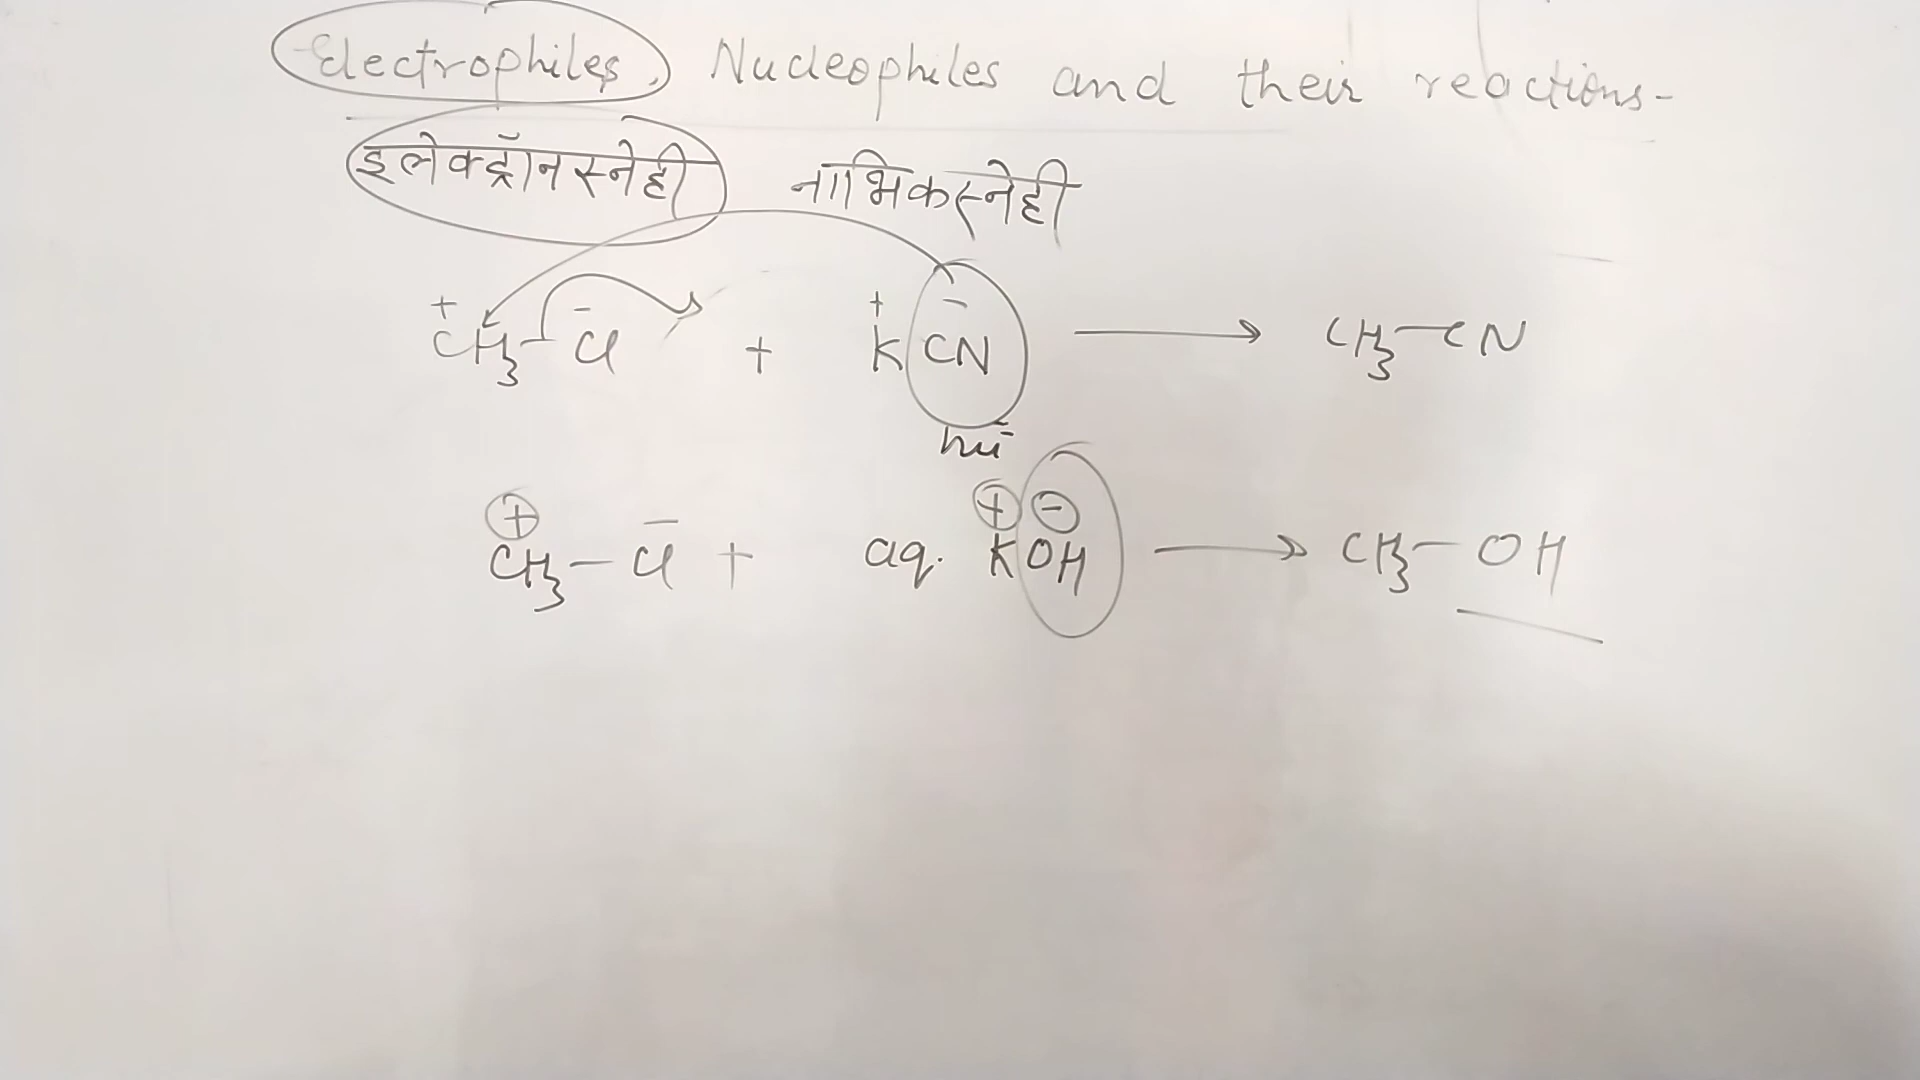 Electrophiles, Nucleophiles and their reactions-
इलेक्ट्रॉनस्नेही नाभिकस्नेही
+ - + -
CH3-Cl + KCN → CH3-CN
nu-
+ - + -
CH3-Cl + aq. KOH → CH3-OH